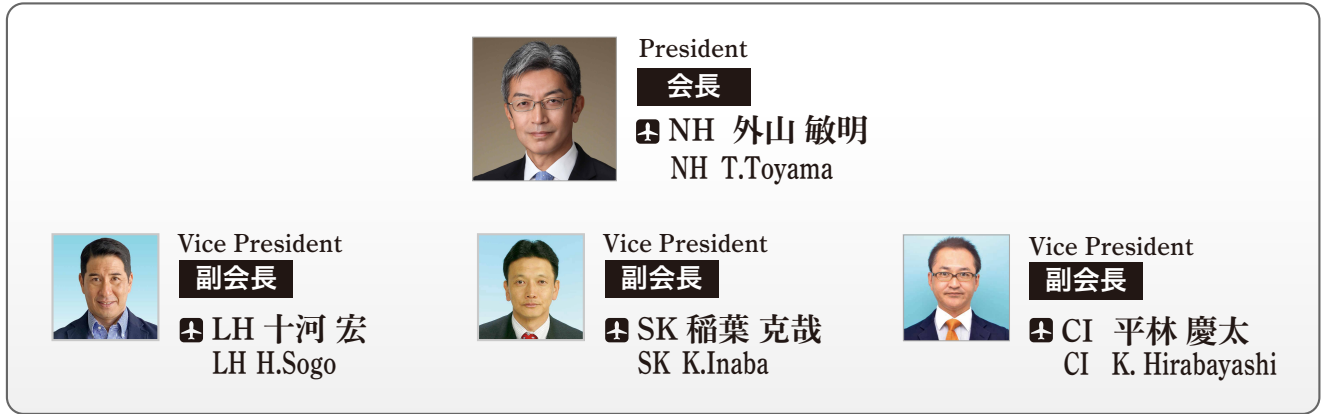 President
会長
NH 外山 敏明
NH T.Toyama
Vice President
副会長
LH 十河 宏
LH H.Sogo
Vice President
副会長
SK 稲葉 克哉
SK K.Inaba
Vice President
副会長
CI 平林 慶太
CI K. Hirabayashi